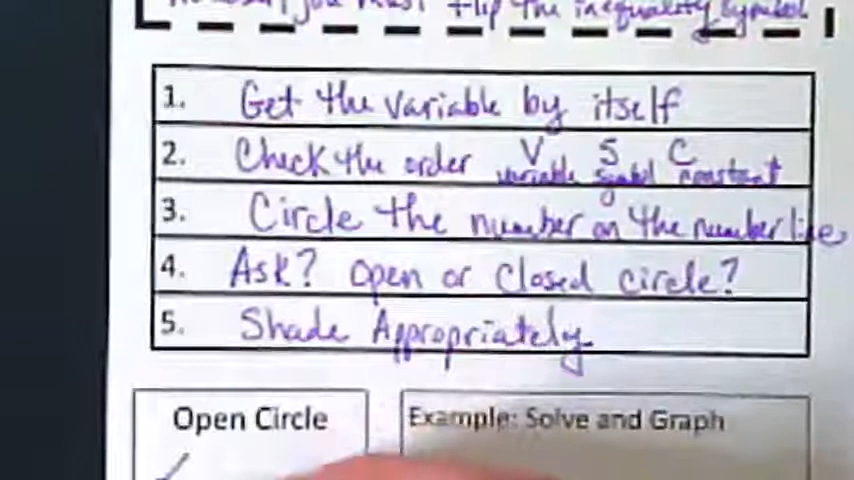 you must flip the inequality symbol
1. Get the variable by itself
2. Check the order V S C
variable symbol constant
3. Circle the number on the number line
4. Ask? Open or Closed circle?
5. Shade Appropriately.
Open Circle
Example: Solve and Graph